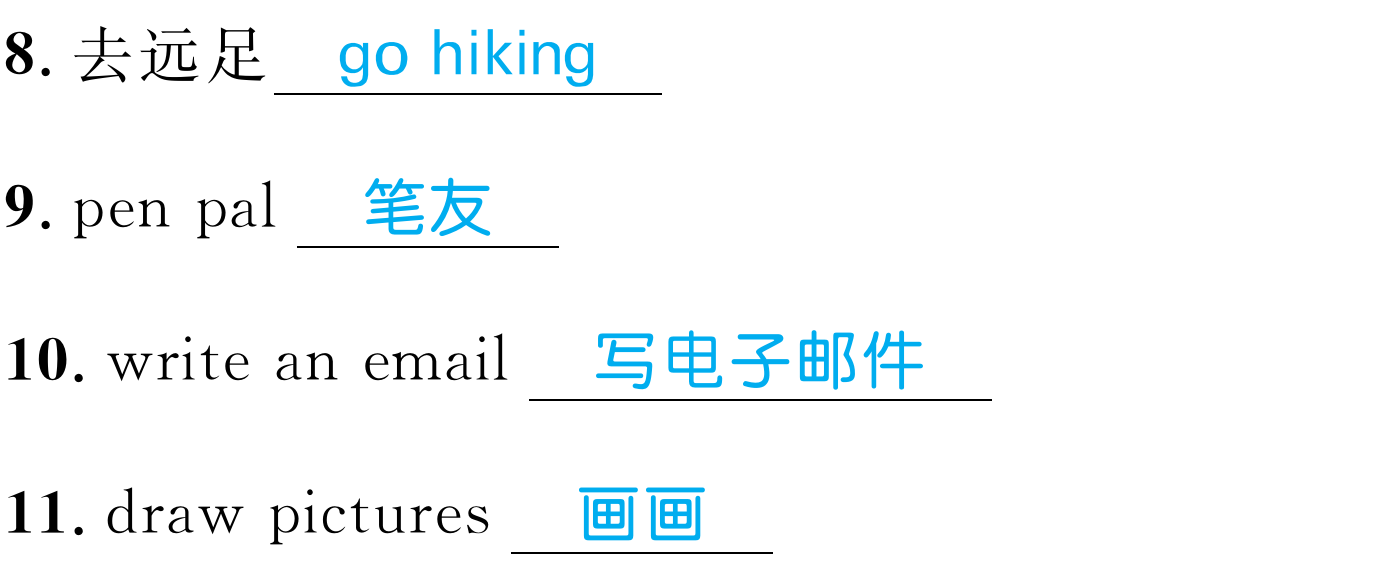 8. 去远足 go hiking
9. pen pal 笔友
10. write an email 写电子邮件
11. draw pictures 画画